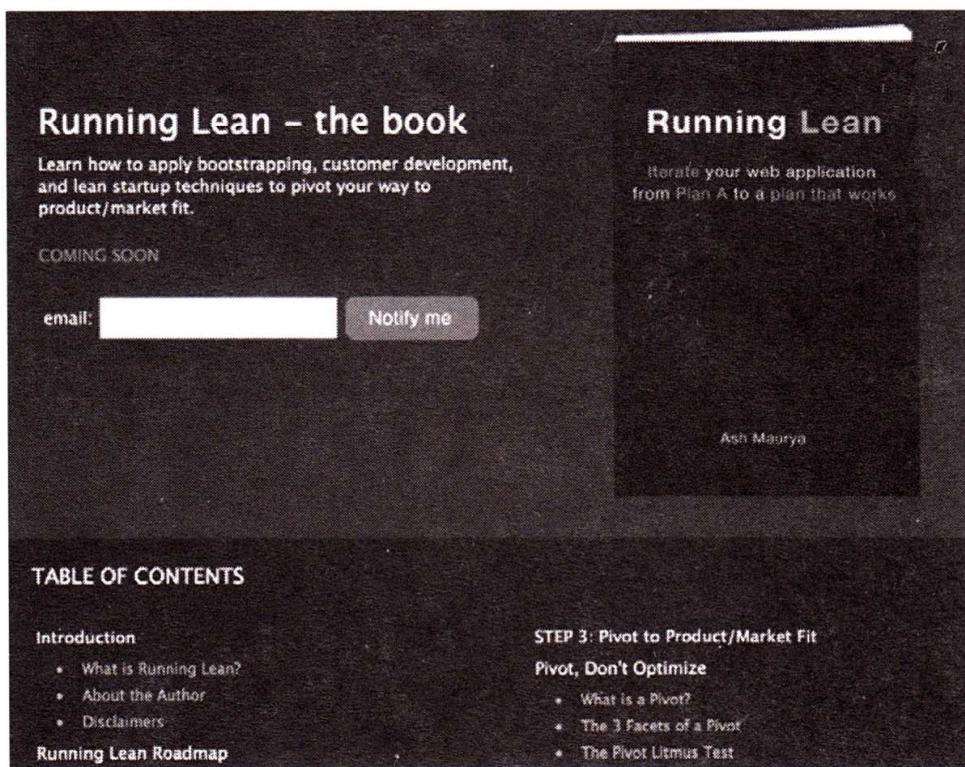 Running Lean – the book
Learn how to apply bootstrapping, customer development,
and lean startup techniques to pivot your way to
product/market fit.
COMING SOON
email:
Notify me
Running Lean
Iterate your web application
from Plan A to a plan that works
Ash Maurya
TABLE OF CONTENTS
Introduction
• What is Running Lean?
• About the Author
• Disclaimers
Running Lean Roadmap
STEP 3: Pivot to Product/Market Fit
Pivot, Don't Optimize
• What is a Pivot?
• The 3 Facets of a Pivot
• The Pivot Litmus Test